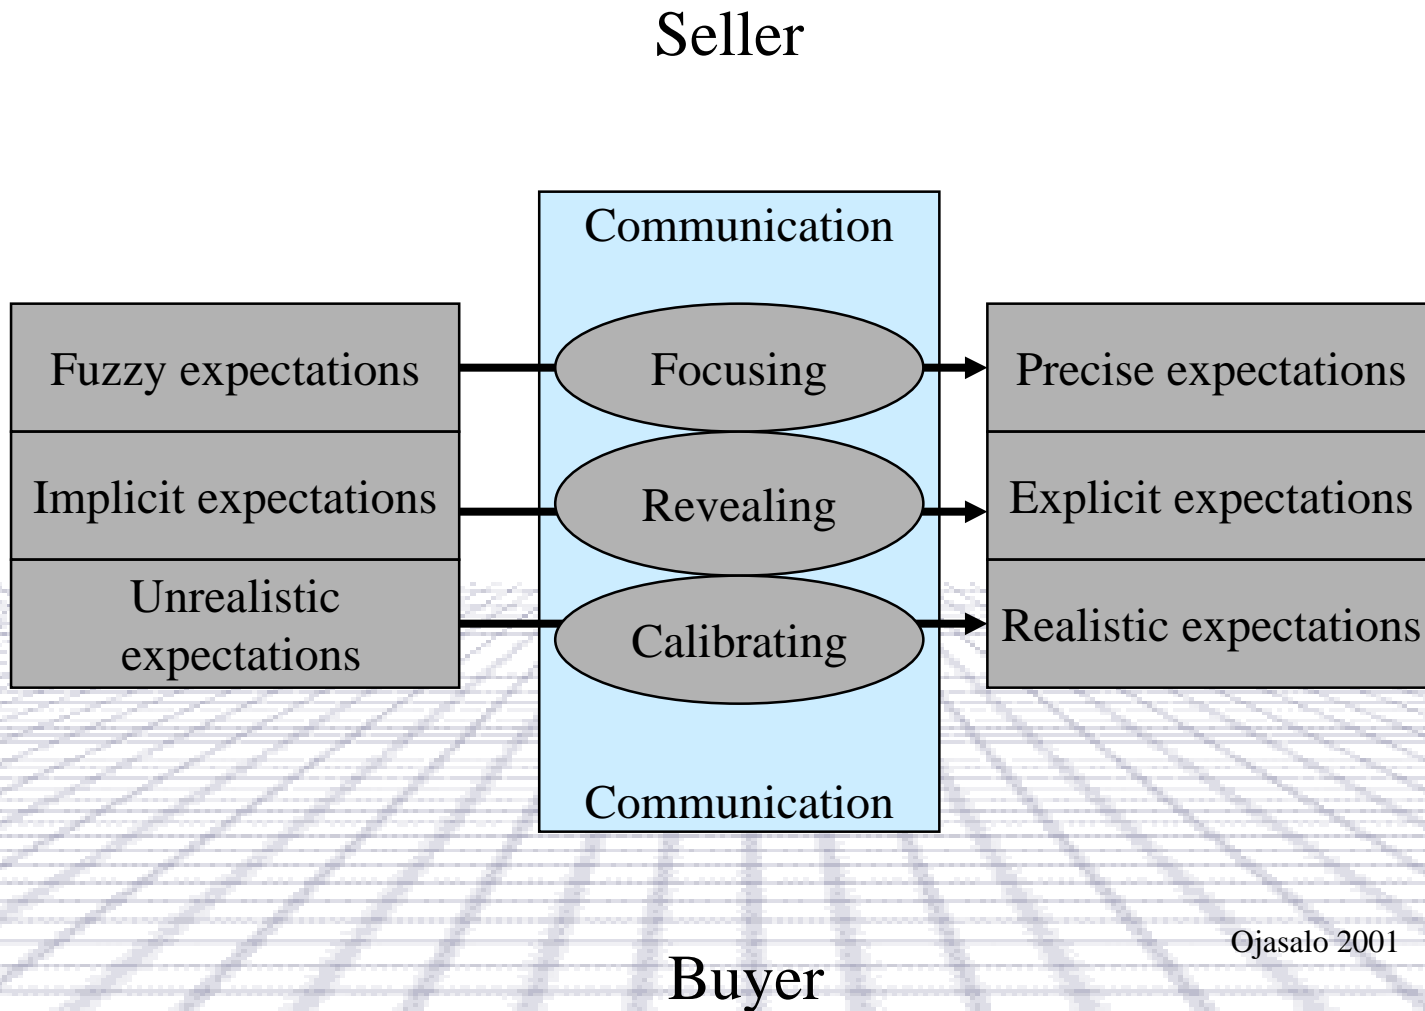 Seller
Communication
Fuzzy expectations
Focusing
Precise expectations
Implicit expectations
Revealing
Explicit expectations
Unrealistic
expectations
Calibrating
Realistic expectations
Communication
Ojasalo 2001
Buyer